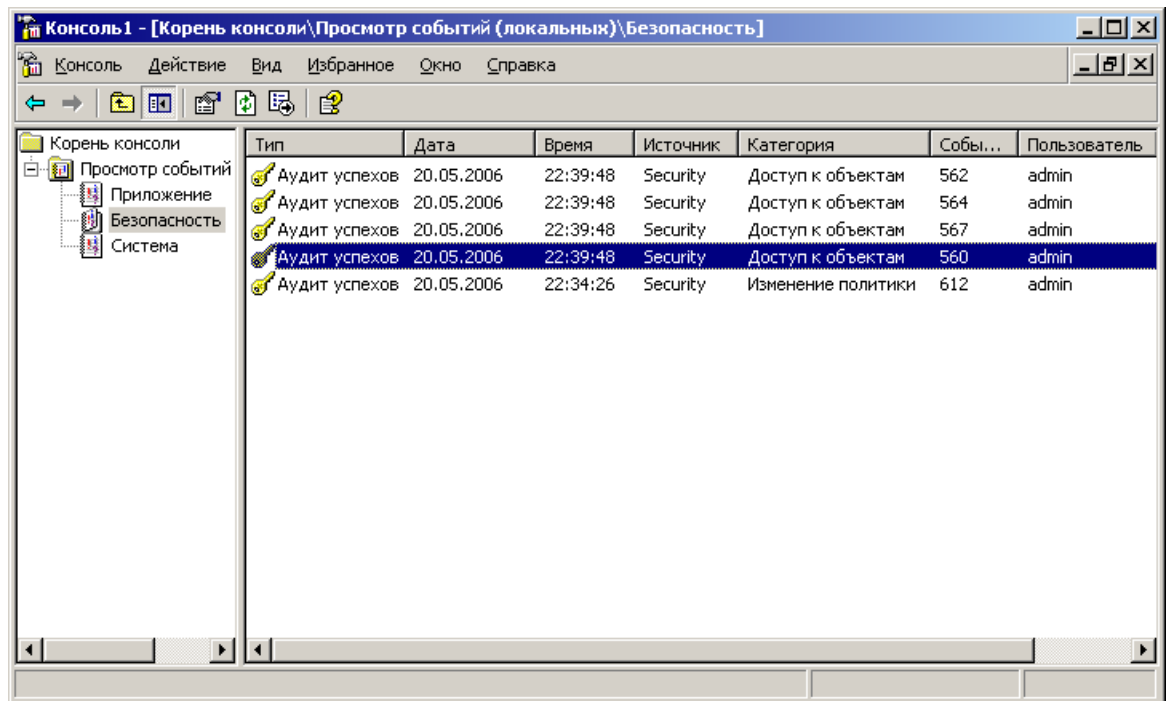 Консоль1 - [Корень консоли\Просмотр событий (локальных)\Безопасность]
Консоль Действие Вид Избранное Окно Справка
Корень консоли
Просмотр событий
Приложение
Безопасность
Система
Тип Дата Время Источник Категория Собы... Пользователь
Аудит успехов 20.05.2006 22:39:48 Security Доступ к объектам 562 admin
Аудит успехов 20.05.2006 22:39:48 Security Доступ к объектам 564 admin
Аудит успехов 20.05.2006 22:39:48 Security Доступ к объектам 567 admin
Аудит успехов 20.05.2006 22:39:48 Security Доступ к объектам 560 admin
Аудит успехов 20.05.2006 22:34:26 Security Изменение политики 612 admin